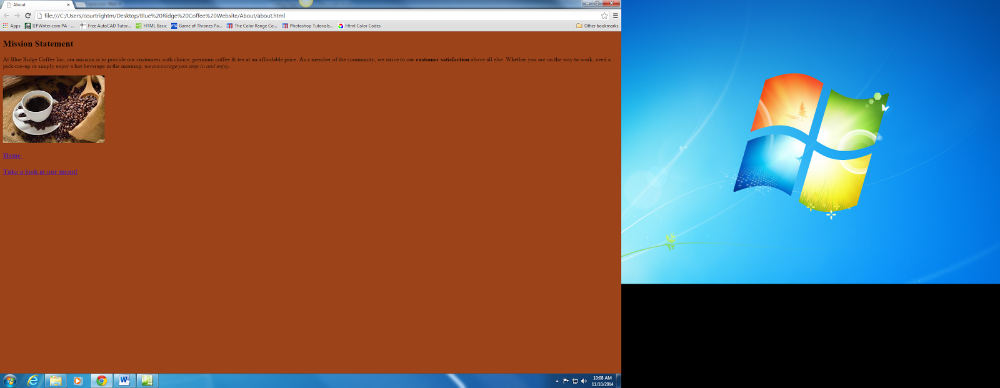 About
file:///C:/Users/courtrightm/Desktop/Blue%20Ridge%20Coffee%20Website/About/about.html
Apps IEPWriter.com PA - ... Free AutoCAD Tutor... HTML Basic Game of Thrones Po... The Color Range Co... Photoshop Tutorials... Html Color Codes Other bookmarks
Mission Statement
At Blue Ridge Coffee Inc, our mission is to provide our customers with choice, premium coffee & tea at an affordable price. As a member of the community, we strive to our customer satisfaction above all else. Whether you are on the way to work, need a
pick-me-up or simply enjoy a hot beverage in the morning, we encourage you stop in and enjoy.
Home
Take a look at our menu!
10:08 AM
11/10/2014